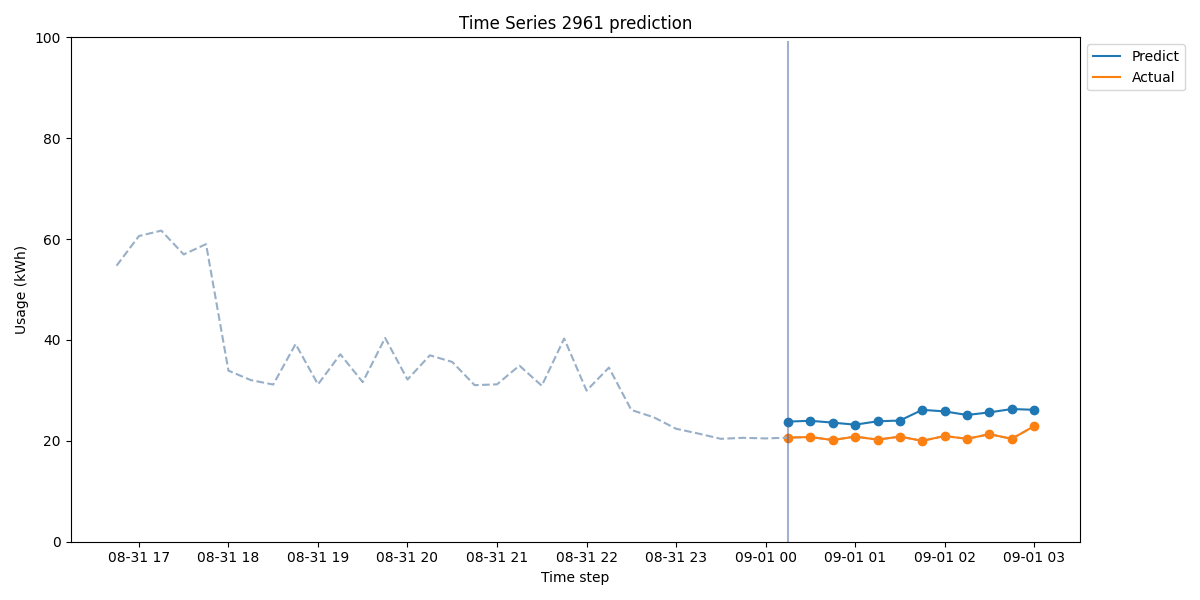 Time Series 2961 prediction
Predict
Actual
100
80
60
40
20
0
Usage (kWh)
08-31 17 08-31 18 08-31 19 08-31 20 08-31 21 08-31 22 08-31 23 09-01 00 09-01 01 09-01 02 09-01 03
Time step